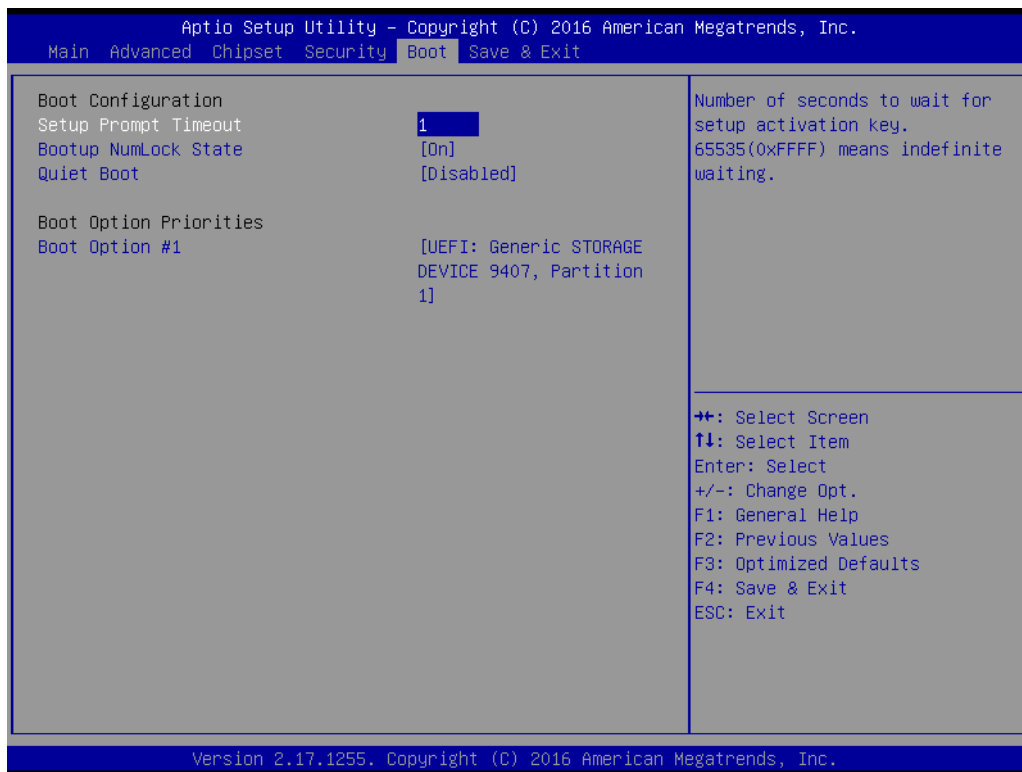 Aptio Setup Utility – Copyright (C) 2016 American Megatrends, Inc.
Main Advanced Chipset Security Boot Save & Exit
Boot Configuration
Setup Prompt Timeout 1
Bootup NumLock State [On]
Quiet Boot [Disabled]
Boot Option Priorities
Boot Option #1 [UEFI: Generic STORAGE
DEVICE 9407, Partition
1]
Number of seconds to wait for
setup activation key.
65535(0xFFFF) means indefinite
waiting.
→←: Select Screen
↑↓: Select Item
Enter: Select
+/-: Change Opt.
F1: General Help
F2: Previous Values
F3: Optimized Defaults
F4: Save & Exit
ESC: Exit
Version 2.17.1255. Copyright (C) 2016 American Megatrends, Inc.